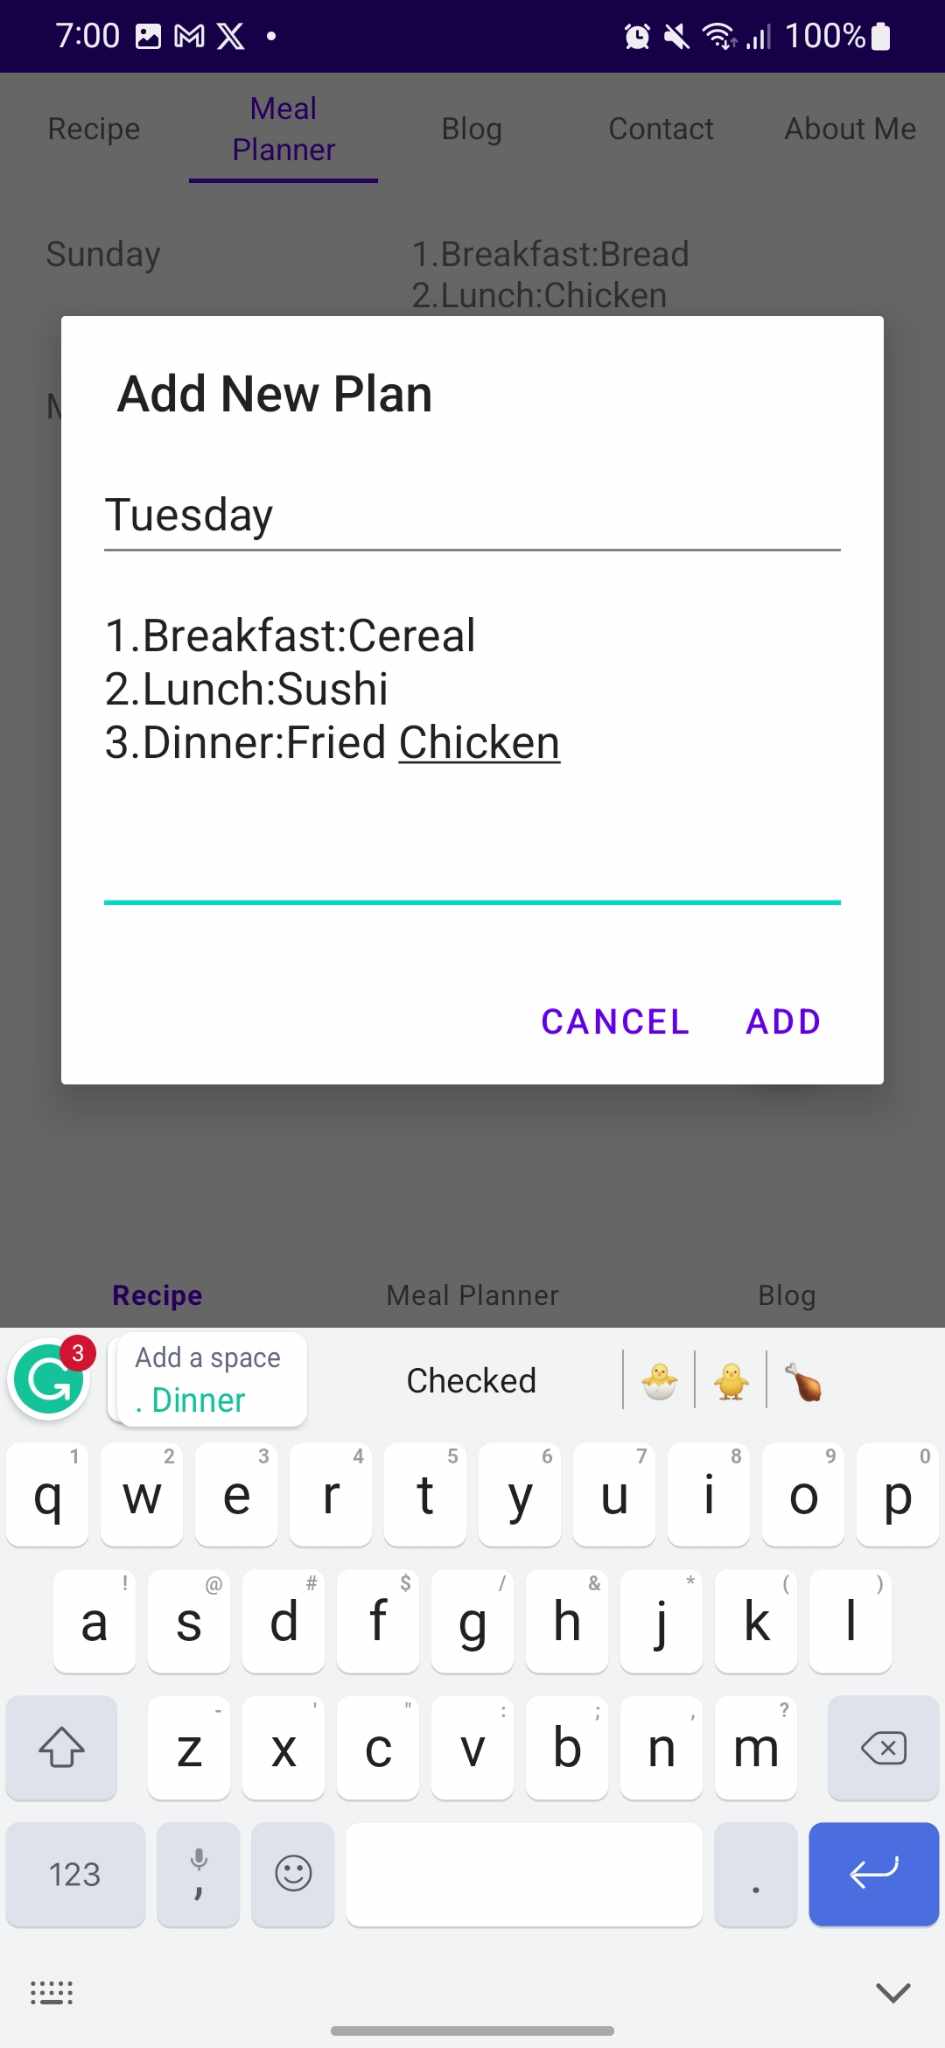 7:00 100%
Recipe Meal Planner Blog Contact About Me
Sunday 1.Breakfast:Bread
2.Lunch:Chicken
Add New Plan
Tuesday
1.Breakfast:Cereal
2.Lunch:Sushi
3.Dinner:Fried Chicken
CANCEL ADD
Recipe Meal Planner Blog
3
Add a space
. Dinner
Checked
1 2 3 4 5 6 7 8 9 0
q w e r t y u i o p
! @ # $ / & * ( )
a s d f g h j k l
- ' " : ; , ?
z x c v b n m
123 , .